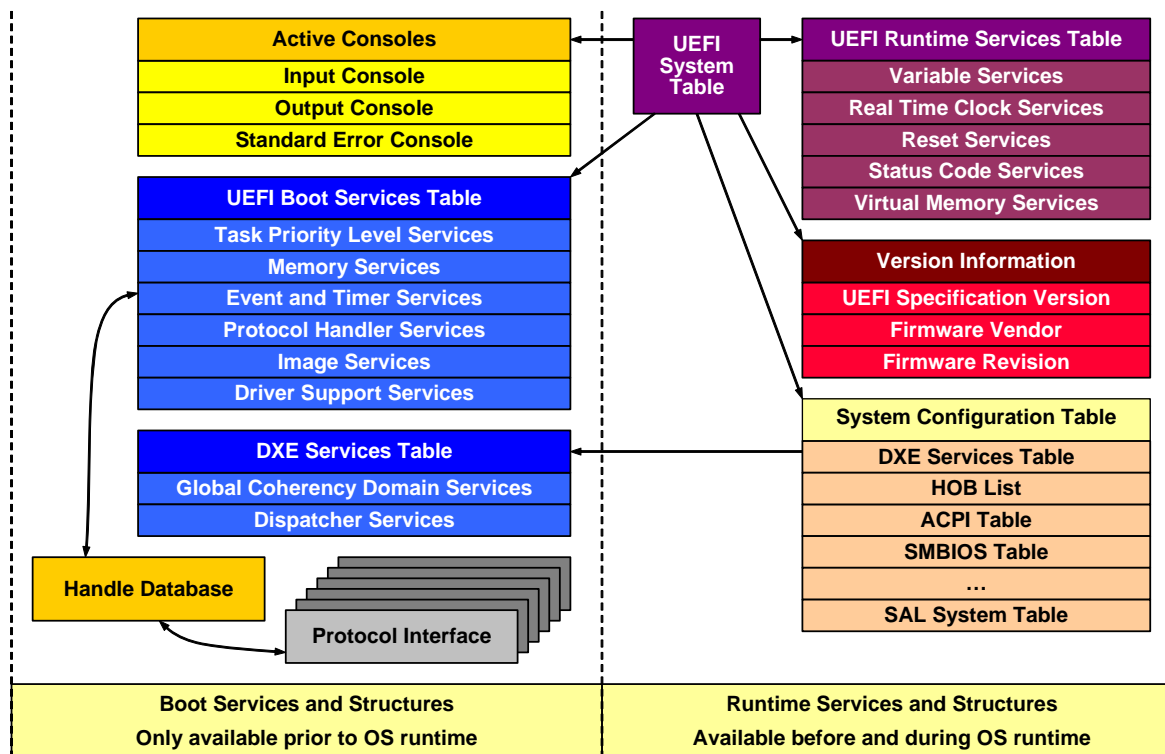 Active Consoles
Input Console
Output Console
Standard Error Console
UEFI
System
Table
UEFI Runtime Services Table
Variable Services
Real Time Clock Services
Reset Services
Status Code Services
Virtual Memory Services
UEFI Boot Services Table
Task Priority Level Services
Memory Services
Event and Timer Services
Protocol Handler Services
Image Services
Driver Support Services
Version Information
UEFI Specification Version
Firmware Vendor
Firmware Revision
DXE Services Table
Global Coherency Domain Services
Dispatcher Services
System Configuration Table
DXE Services Table
HOB List
ACPI Table
SMBIOS Table
…
SAL System Table
Handle Database
Protocol Interface
Boot Services and Structures
Only available prior to OS runtime
Runtime Services and Structures
Available before and during OS runtime